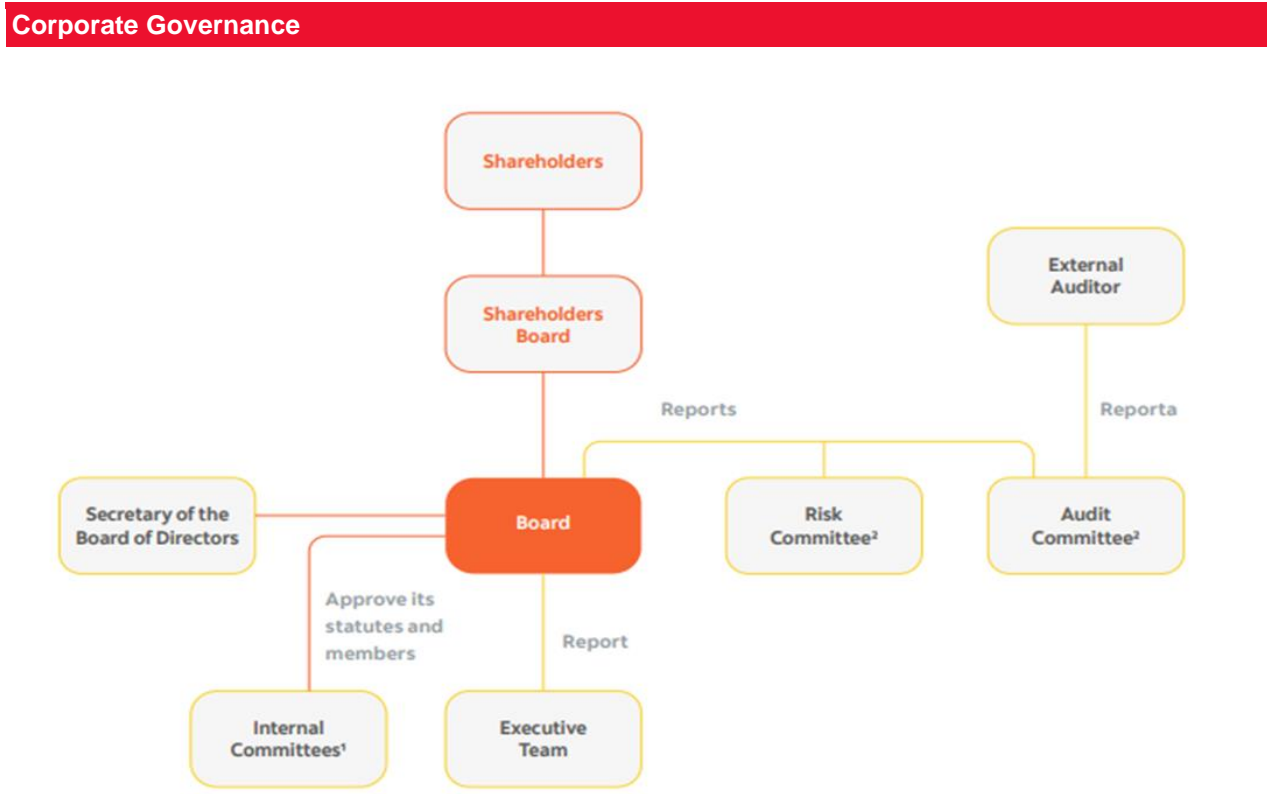 Corporate Governance
Shareholders
External
Auditor
Shareholders
Board
Reports
Reporta
Secretary of the
Board of Directors
Board
Risk
Committee²
Audit
Committee²
Approve its
statutes and
members
Report
Internal
Committees¹
Executive
Team